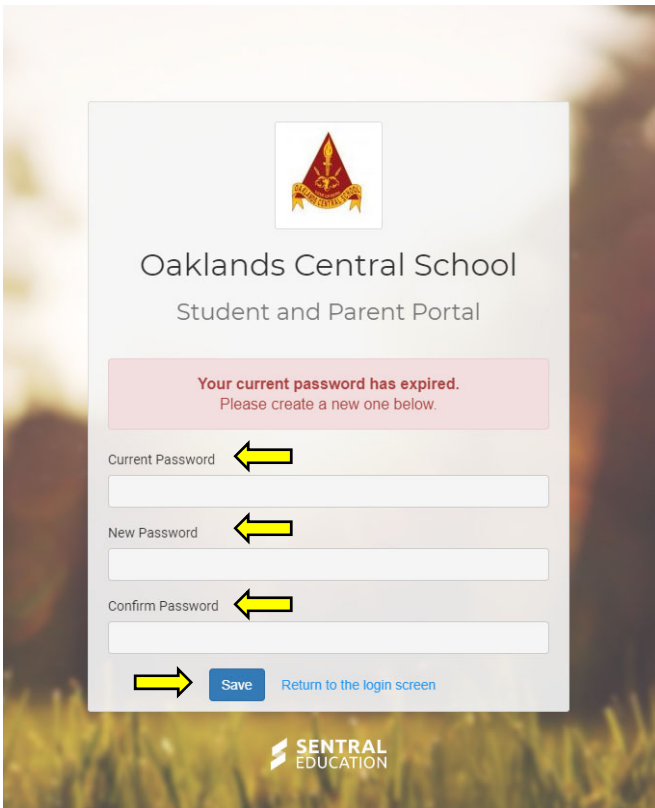 Oaklands Central School
Student and Parent Portal
Your current password has expired.
Please create a new one below.
Current Password
New Password
Confirm Password
Save Return to the login screen
SENTRAL
EDUCATION